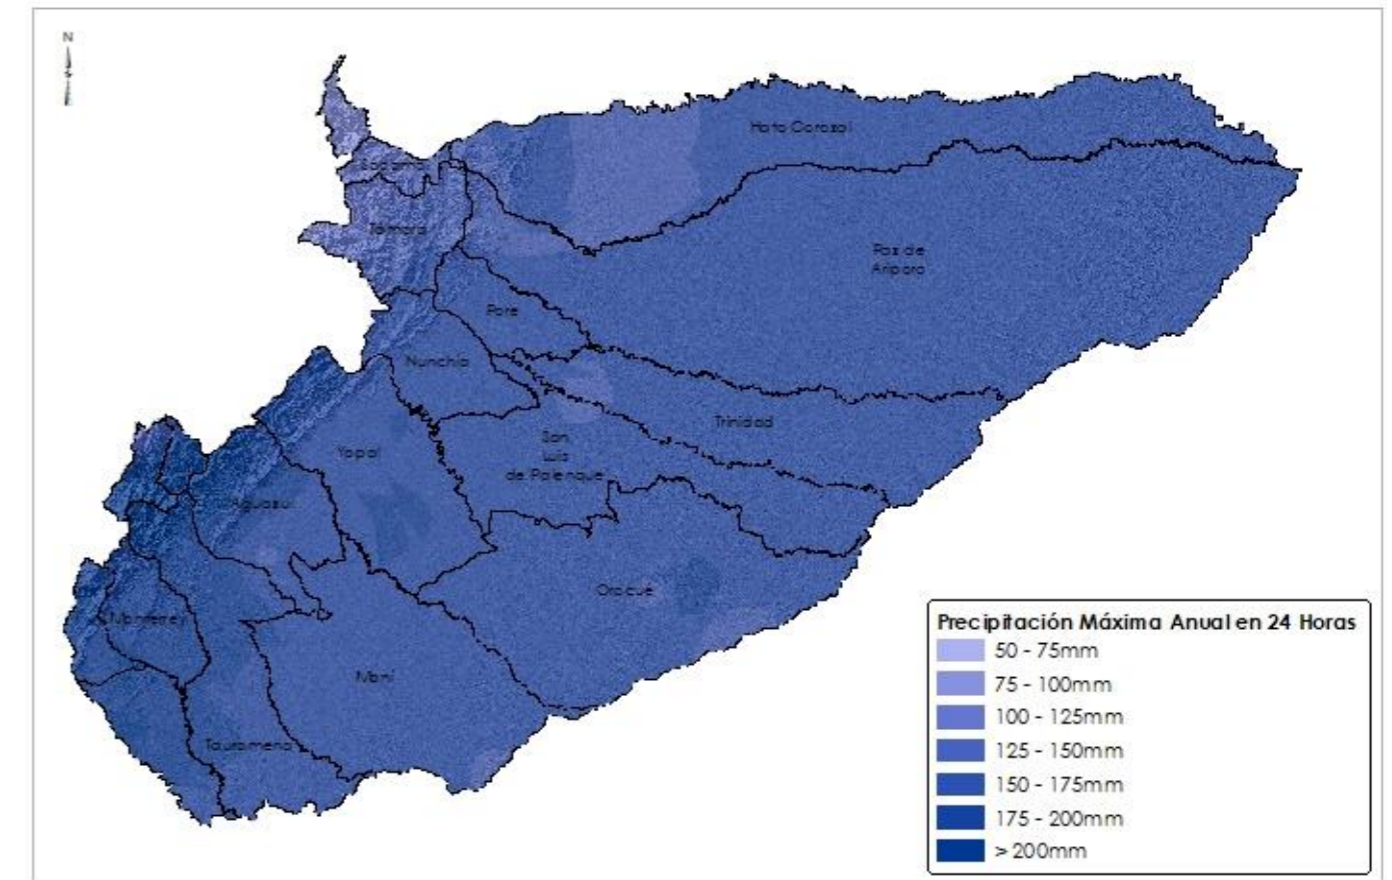 N
Hato Corozal
Sacama
Támara
Paz de
Ariporo
Pore
Nunchía
Trinidad
San
Luis
de Palenque
Yopal
Aguazul
Orocué
Monterrey
Maní
Tauramena
Precipitación Máxima Anual en 24 Horas
50 - 75mm
75 - 100mm
100 - 125mm
125 - 150mm
150 - 175mm
175 - 200mm
> 200mm